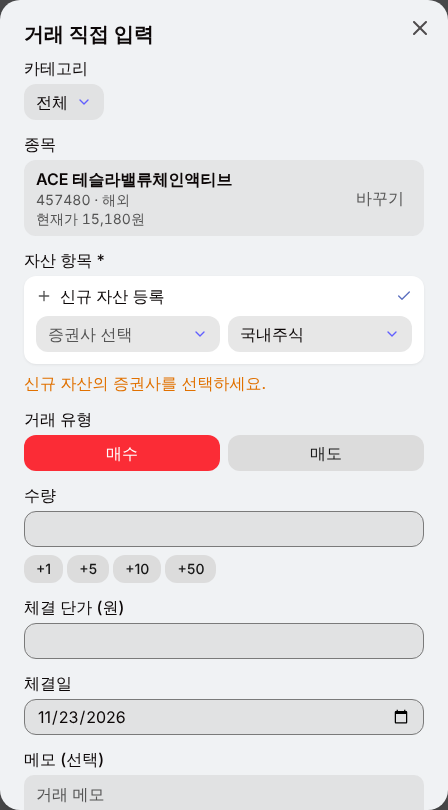 거래 직접 입력
카테고리
전체
종목
ACE 테슬라밸류체인액티브
457480 · 해외
현재가 15,180원
바꾸기
자산 항목 *
+ 신규 자산 등록
증권사 선택
국내주식
신규 자산의 증권사를 선택하세요.
거래 유형
매수
매도
수량
+1
+5
+10
+50
체결 단가 (원)
체결일
11/23/2026
메모 (선택)
거래 메모